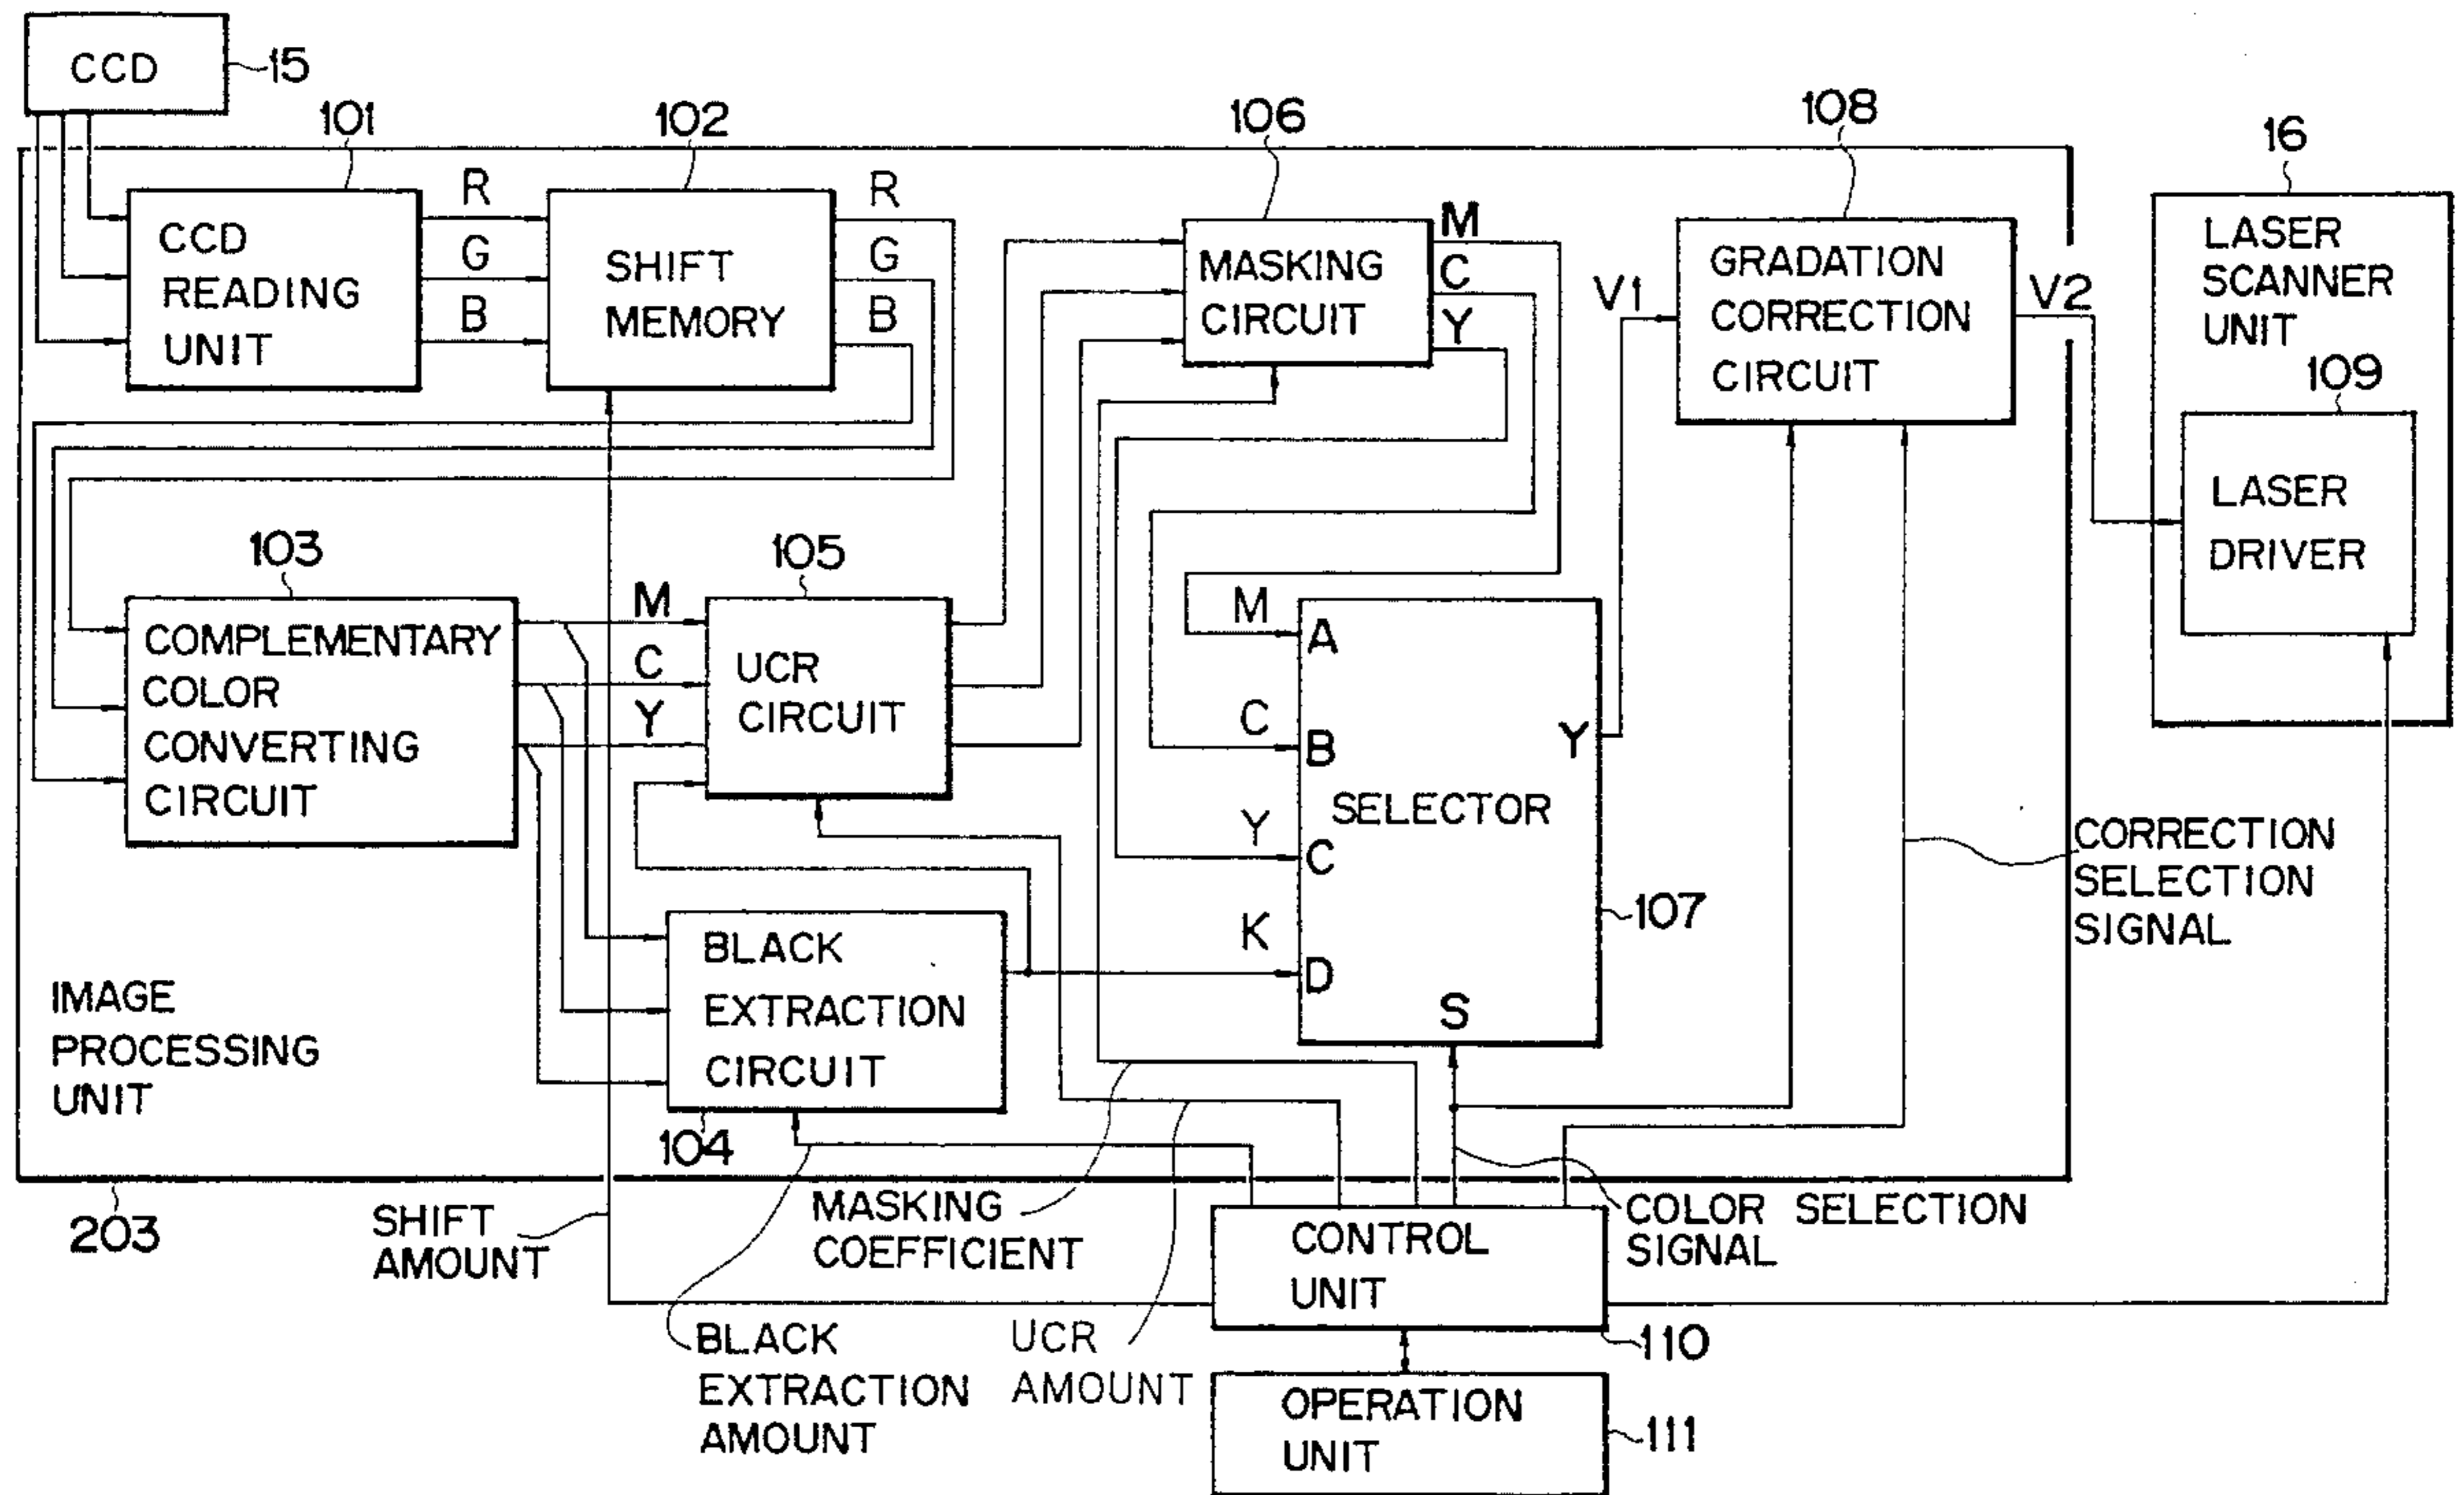 CCD
15
101
102
106
108
16
CCD
READING
UNIT
R
G
B
SHIFT
MEMORY
R
G
B
MASKING
CIRCUIT
M
C
Y
V1
GRADATION
CORRECTION
CIRCUIT
V2
LASER
SCANNER
UNIT
109
LASER
DRIVER
103
COMPLEMENTARY
COLOR
CONVERTING
CIRCUIT
M
C
Y
105
UCR
CIRCUIT
M
C
Y
K
A
B
C
D
SELECTOR
Y
S
107
CORRECTION
SELECTION
SIGNAL
BLACK
EXTRACTION
CIRCUIT
104
IMAGE
PROCESSING
UNIT
203
SHIFT
AMOUNT
MASKING
COEFFICIENT
COLOR SELECTION
SIGNAL
CONTROL
UNIT
110
BLACK
EXTRACTION
AMOUNT
UCR
AMOUNT
OPERATION
UNIT
111